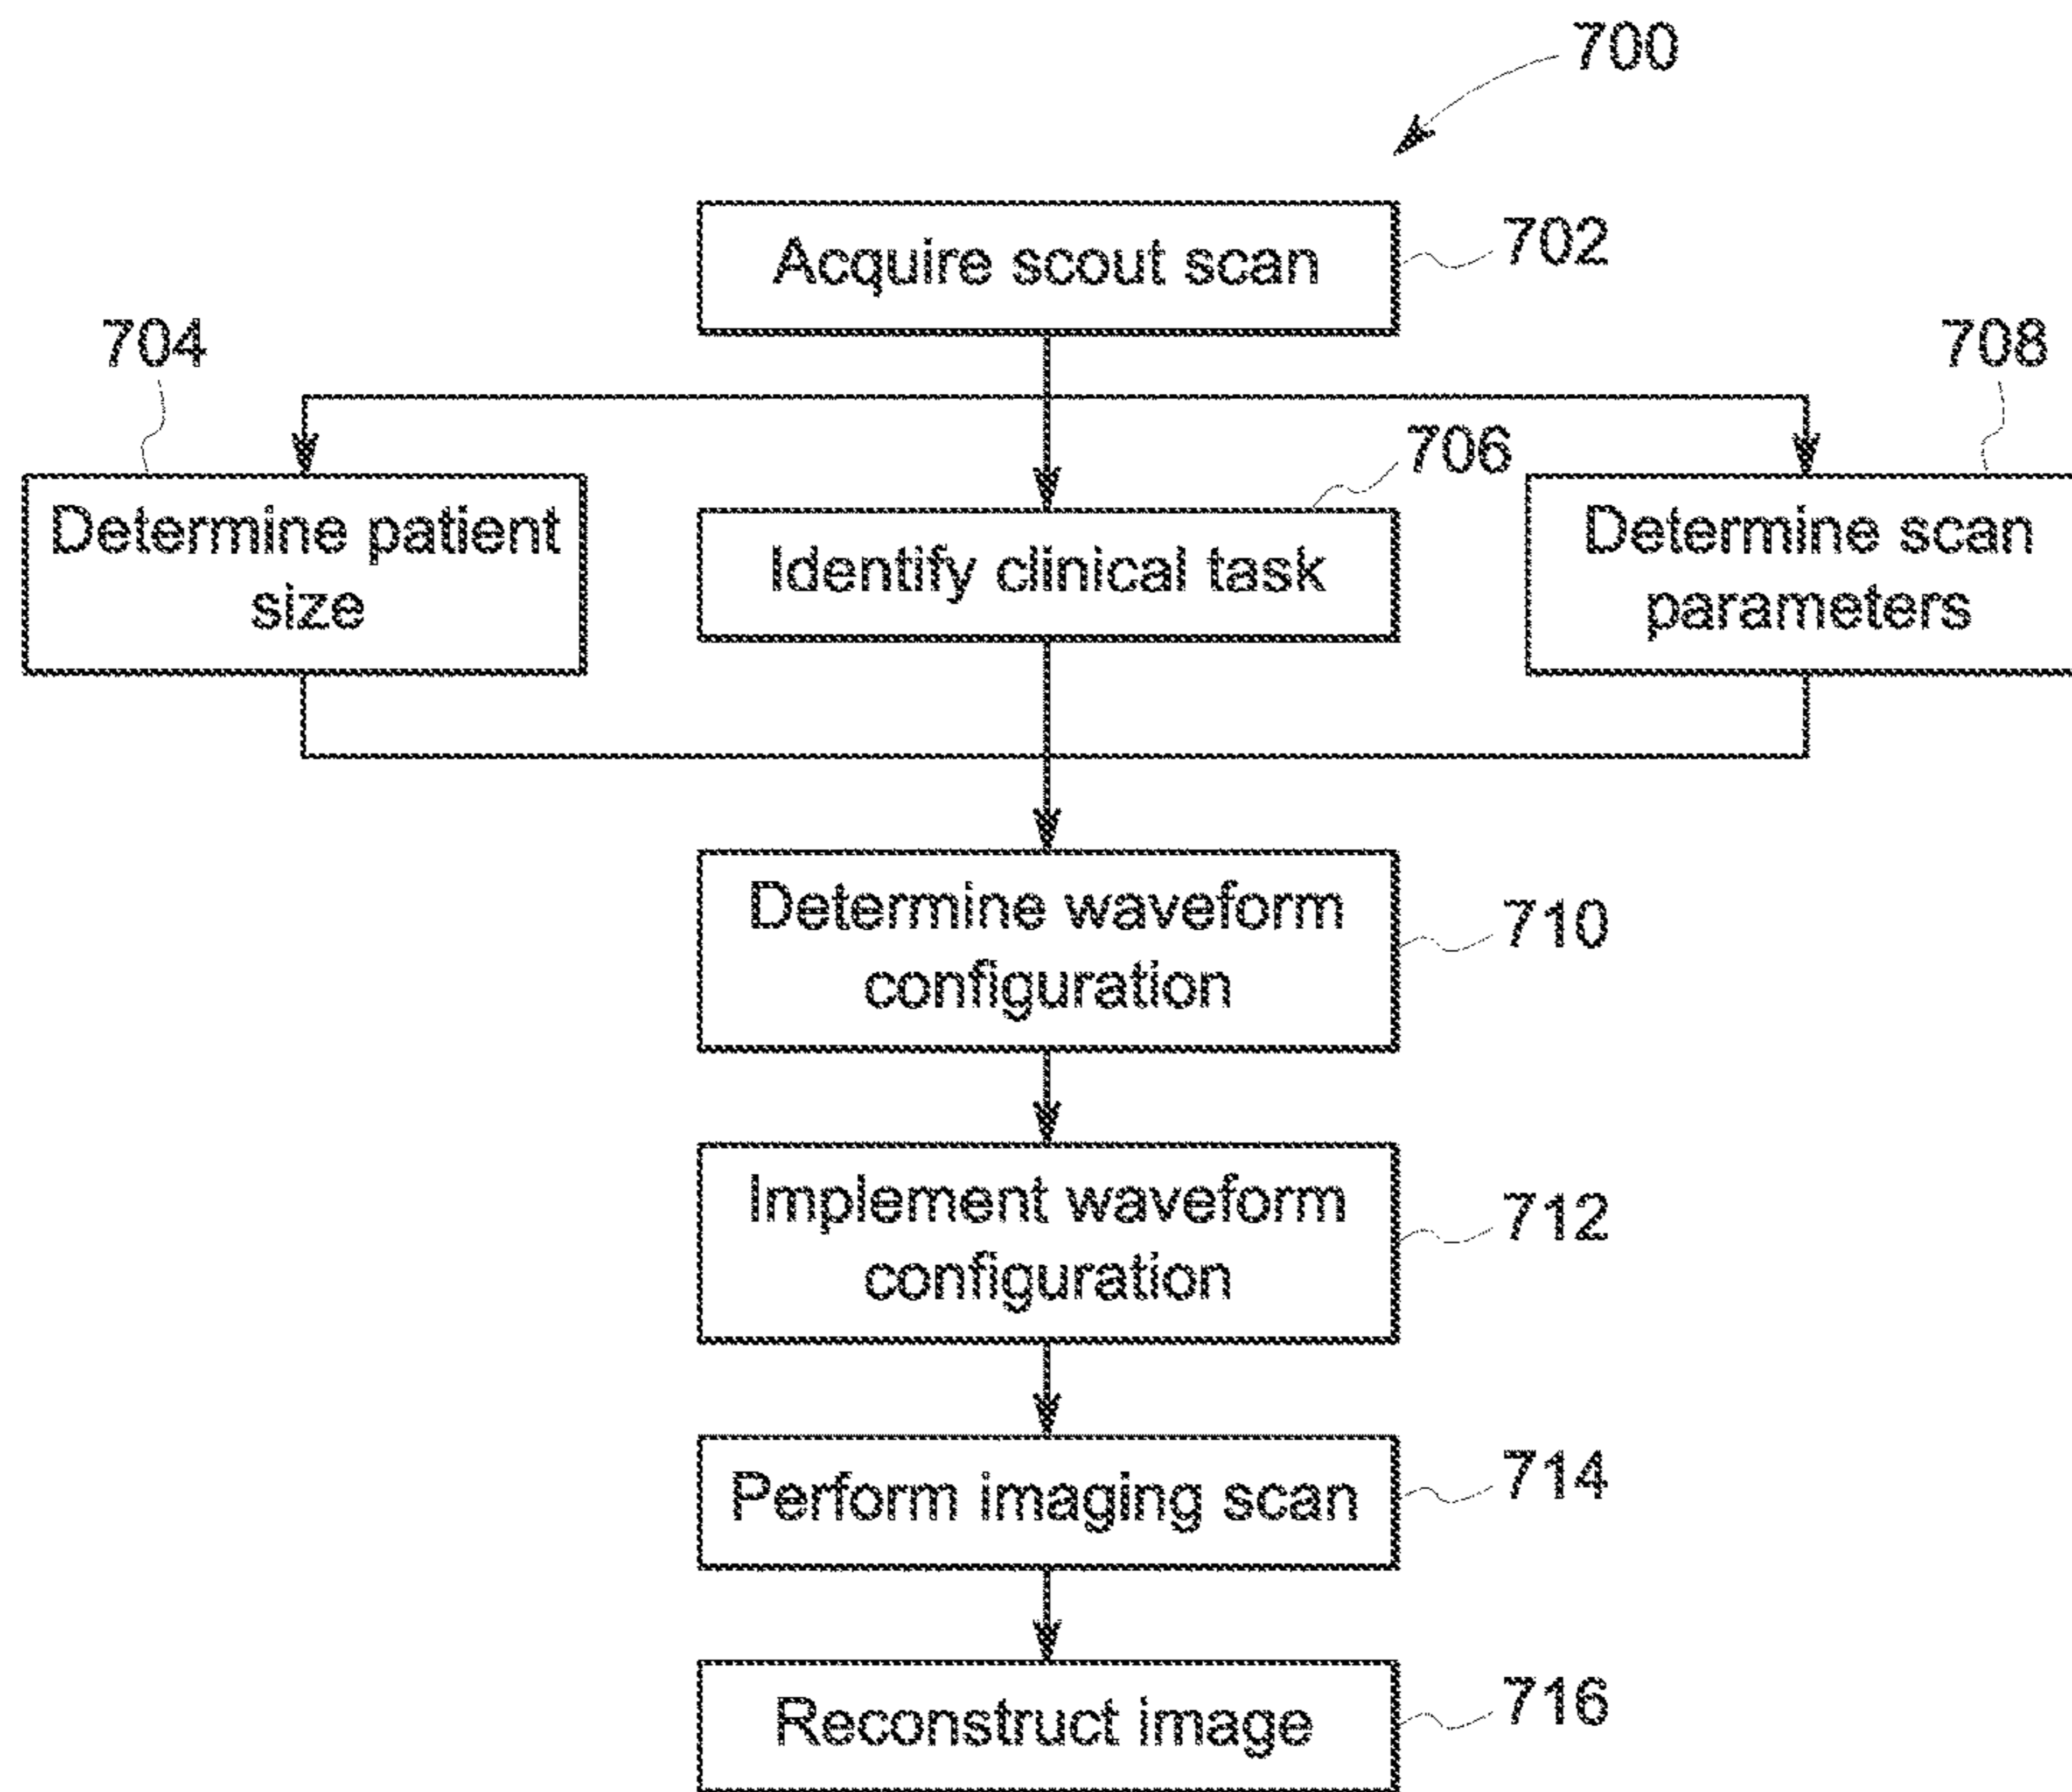 700
Acquire scout scan
702
704
708
706
Determine patient
size
Identify clinical task
Determine scan
parameters
Determine waveform
configuration
710
Implement waveform
configuration
712
Perform imaging scan
714
Reconstruct image
716